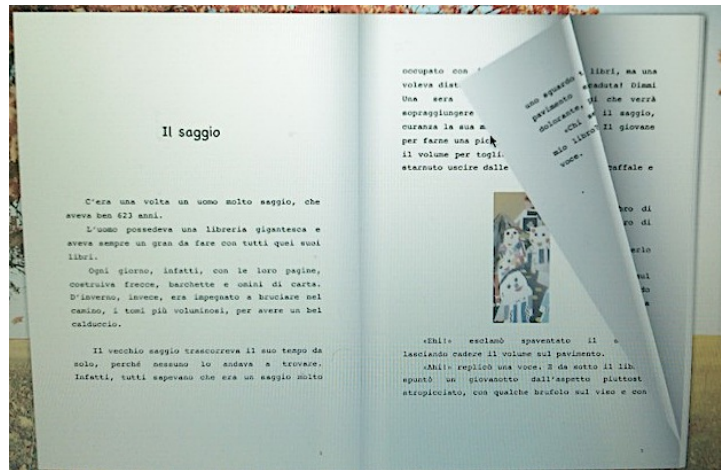 Il saggio
C'era una volta un uomo molto saggio, che
aveva ben 623 anni.
L'uomo possedeva una libreria gigantesca e
aveva sempre un gran da fare con tutti quei suoi
libri.
Ogni giorno, infatti, con le loro pagine,
costruiva frecce, barchette e omini di carta.
D'inverno, invece, era impegnato a bruciare nel
camino, i tomi più voluminosi, per avere un bel
calduccio.
Il vecchio saggio trascorreva il suo tempo da
solo, perché nessuno lo andava a trovare.
Infatti, tutti sapevano che era un saggio molto
occupato con libri, ma una
voleva Dimmi
Una sera che verrà
sopraggiungere il saggio,
curanza la sua Il giovane
per farne una
il volume per
starnuto uscire dalle scaffale e
di
di
sul
«Ehi!» esclamò spaventato il
lasciando cadere il volume sul pavimento.
«Ahi!» replicò una voce. E da sotto il
spuntò un giovanotto dall'aspetto
stropicciato, con qualche brufolo sul viso e con
uno sguardo
pavimento
dolorante,
«Chi
mio libro?
voce.